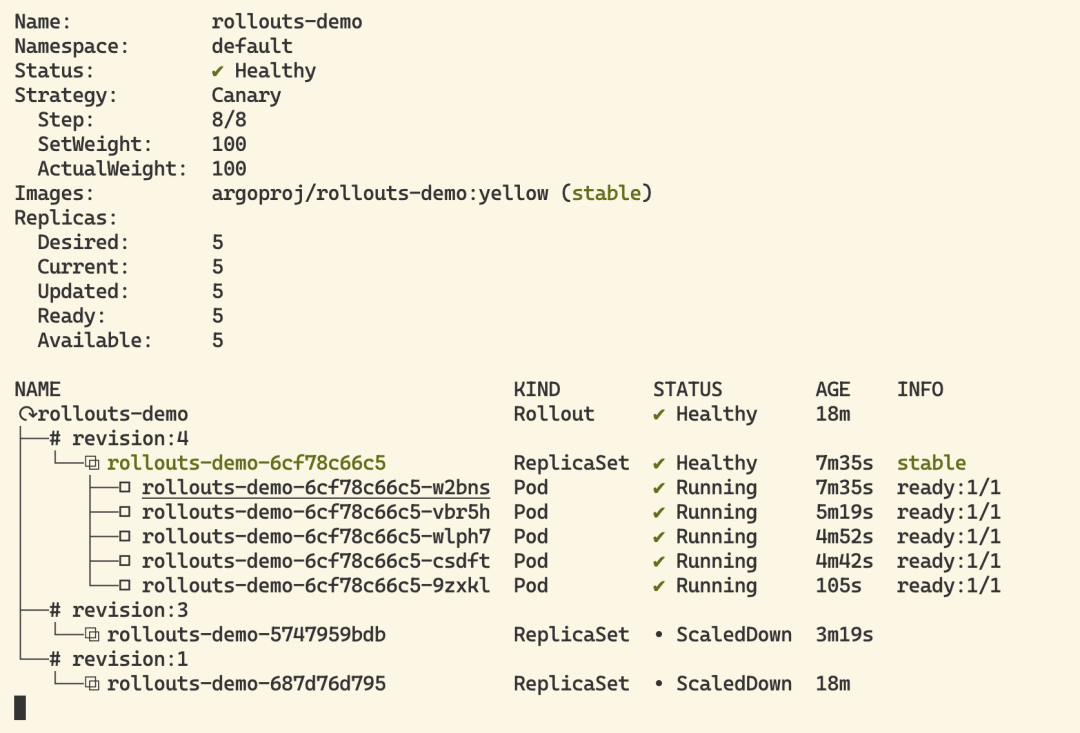 Name:            rollouts-demo
Namespace:       default
Status:          ✔ Healthy
Strategy:        Canary
  Step:          8/8
  SetWeight:     100
  ActualWeight:  100
Images:          argoproj/rollouts-demo:yellow (stable)
Replicas:
  Desired:       5
  Current:       5
  Updated:       5
  Ready:         5
  Available:     5

NAME                                       KIND        STATUS        AGE    INFO
⟳ rollouts-demo                            Rollout     ✔ Healthy     18m
├──# revision:4
│  └──⧉ rollouts-demo-6cf78c66c5           ReplicaSet  ✔ Healthy     7m35s  stable
│     ├──□ rollouts-demo-6cf78c66c5-w2bns  Pod         ✔ Running     7m35s  ready:1/1
│     ├──□ rollouts-demo-6cf78c66c5-vbr5h  Pod         ✔ Running     5m19s  ready:1/1
│     ├──□ rollouts-demo-6cf78c66c5-wlph7  Pod         ✔ Running     4m52s  ready:1/1
│     ├──□ rollouts-demo-6cf78c66c5-csdft  Pod         ✔ Running     4m42s  ready:1/1
│     └──□ rollouts-demo-6cf78c66c5-9zxkl  Pod         ✔ Running     105s   ready:1/1
├──# revision:3
│  └──⧉ rollouts-demo-5747959bdb           ReplicaSet  • ScaledDown  3m19s
└──# revision:1
   └──⧉ rollouts-demo-687d76d795           ReplicaSet  • ScaledDown  18m